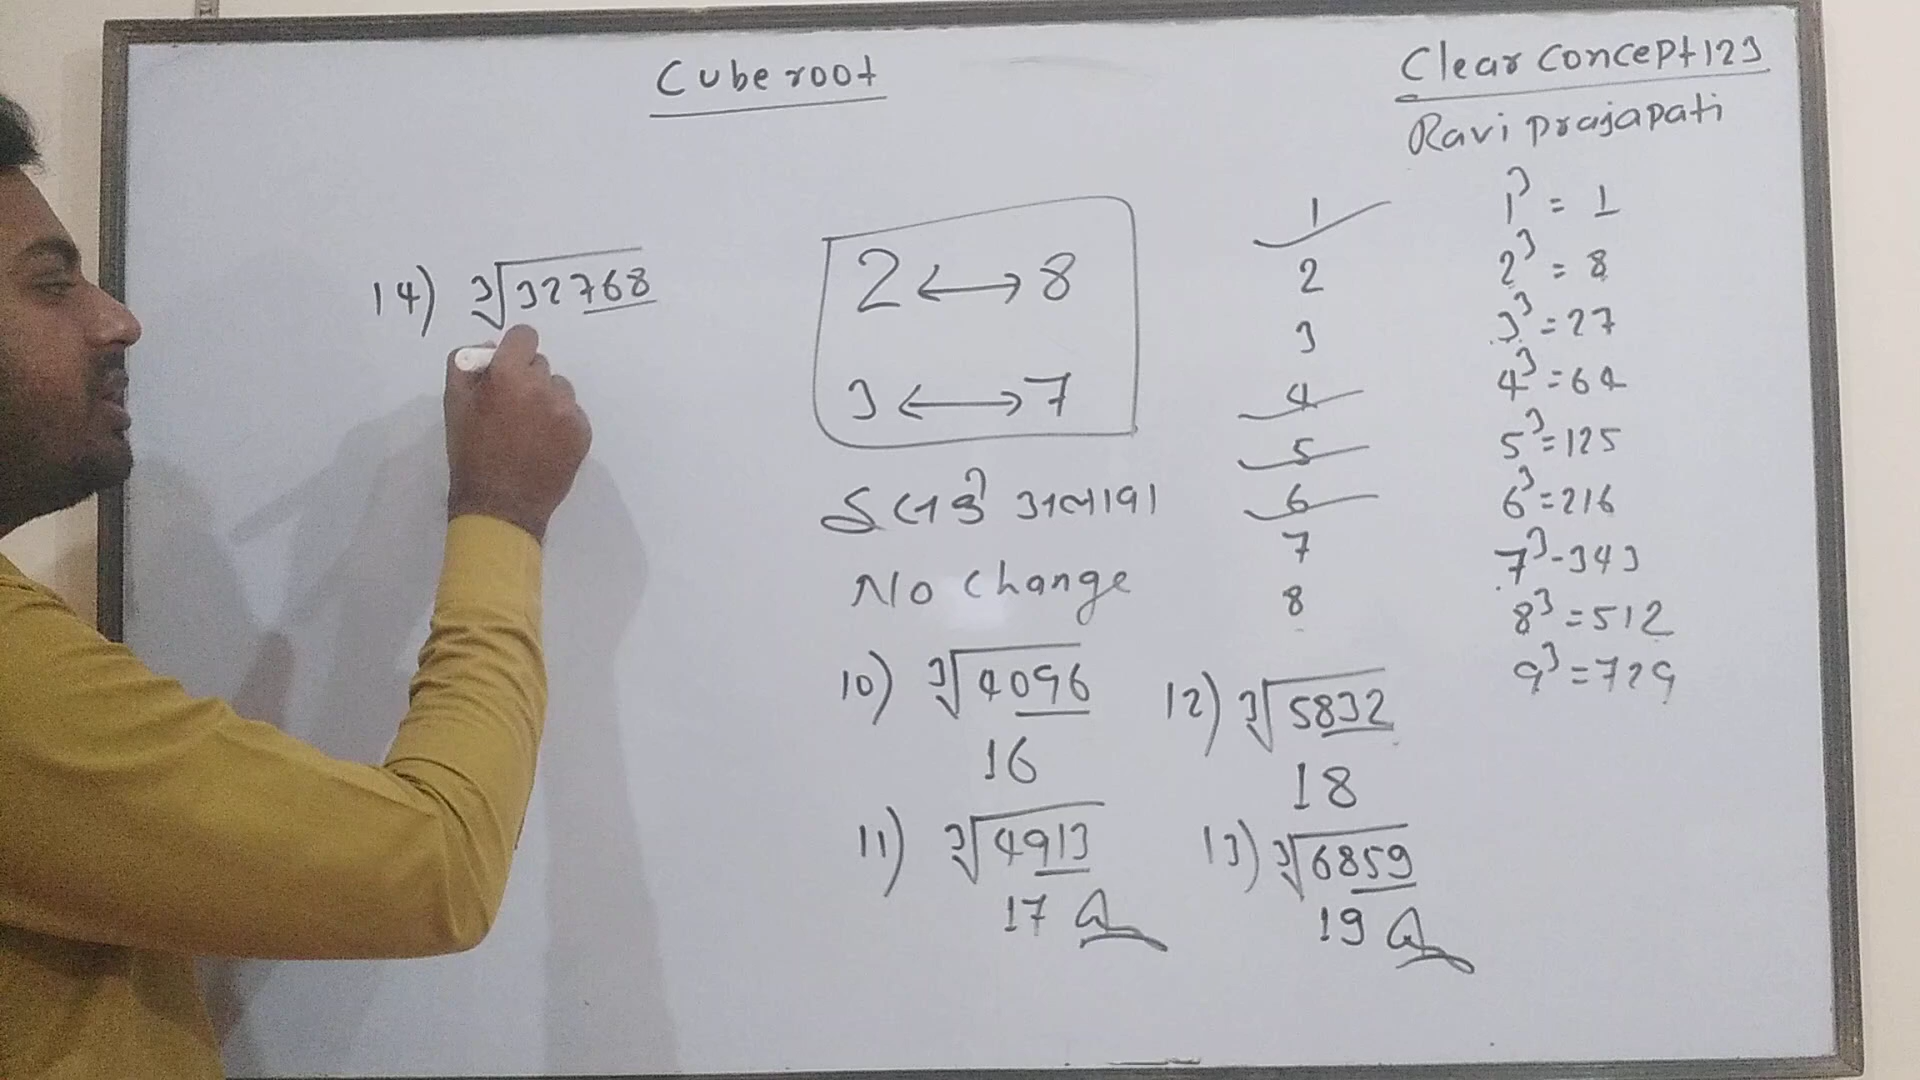 Cube root
Clear concept123
Ravi prajapati
14) ∛32768
2 ⟷ 8
3 ⟷ 7
इनके अलावा
No change
1
2
3
4
5
6
7
8
1³ = 1
2³ = 8
3³ = 27
4³ = 64
5³ = 125
6³ = 216
7³ - 343
8³ = 512
9³ = 729
10) ∛4096
16
11) ∛4913
17
12) ∛5832
18
13) ∛6859
19